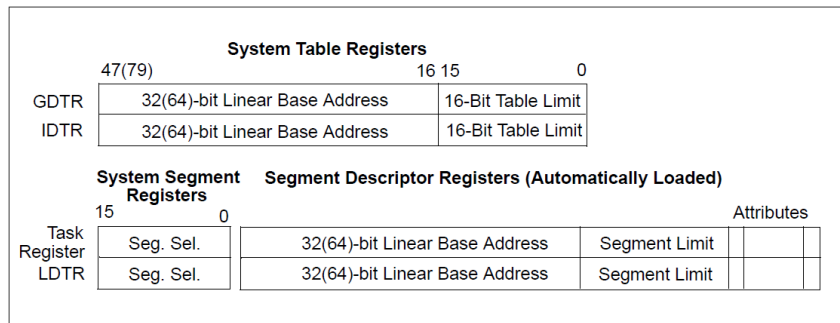 System Table Registers
47(79) 16 15 0
GDTR 32(64)-bit Linear Base Address 16-Bit Table Limit
IDTR 32(64)-bit Linear Base Address 16-Bit Table Limit
System Segment Registers Segment Descriptor Registers (Automatically Loaded)
15 0 Attributes
Task Register Seg. Sel. 32(64)-bit Linear Base Address Segment Limit
LDTR Seg. Sel. 32(64)-bit Linear Base Address Segment Limit